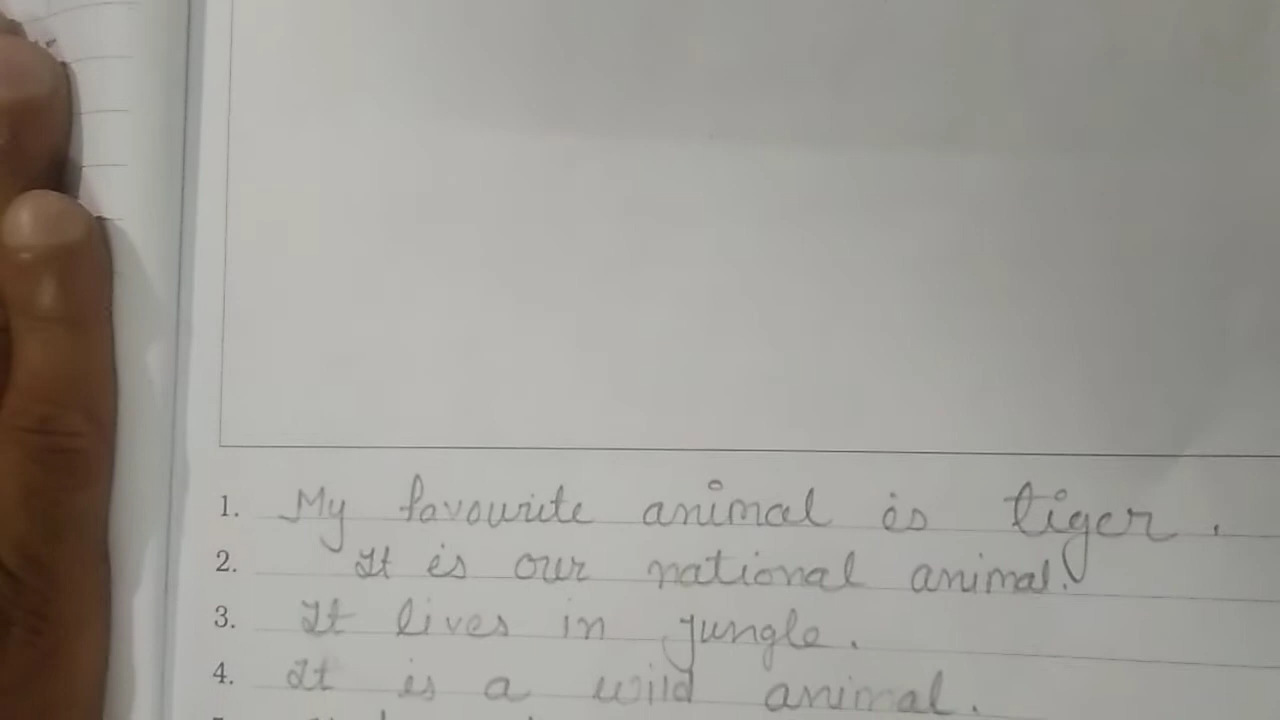 1. My favourite animal is tiger.
2. It is our national animal.
3. It lives in jungle.
4. It is a wild animal.